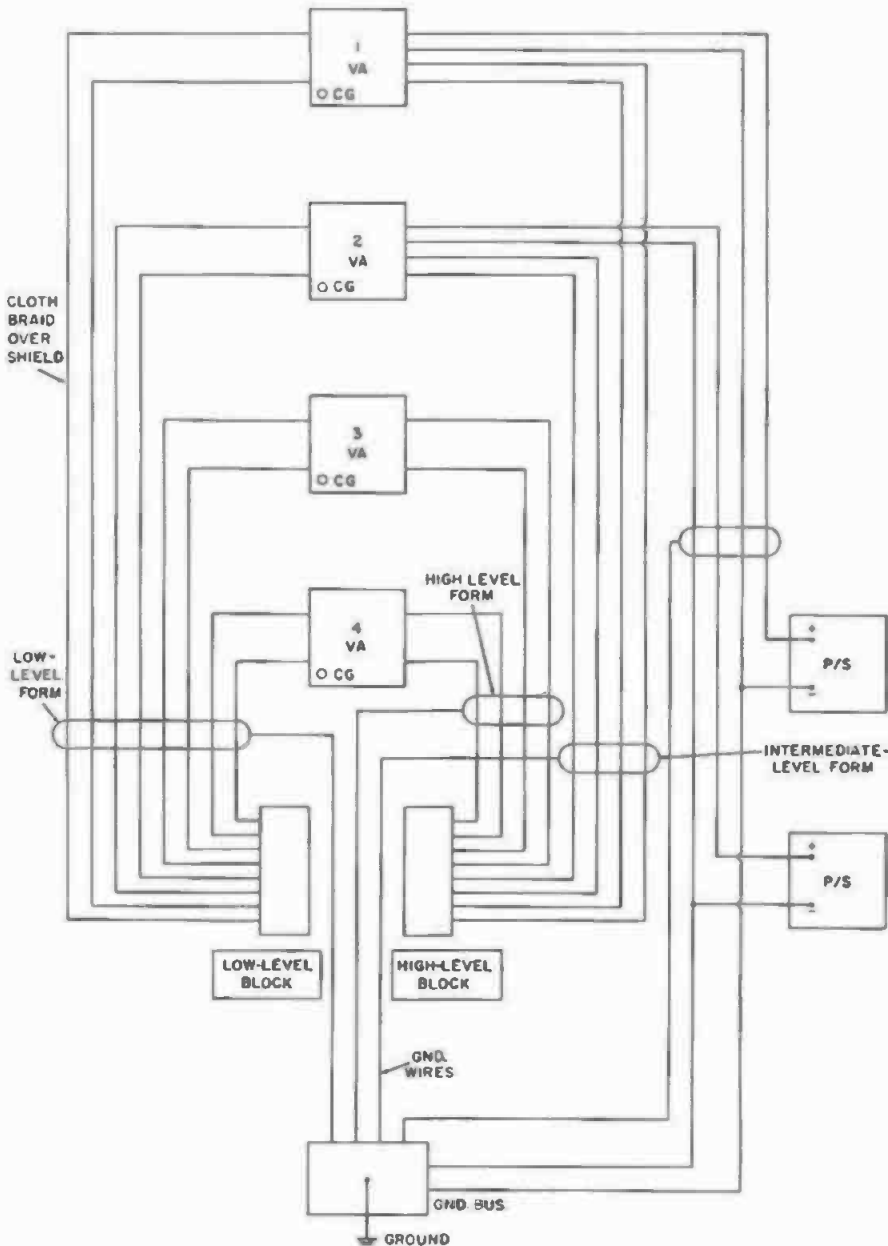 1
VA
O CG
2
VA
O CG
CLOTH
BRAID
OVER
SHIELD
3
VA
O CG
HIGH LEVEL
FORM
4
VA
O CG
LOW-
LEVEL
FORM
+
P/S
-
INTERMEDIATE-
LEVEL FORM
+
P/S
-
LOW-LEVEL
BLOCK
HIGH-LEVEL
BLOCK
GND.
WIRES
GND. BUS
GROUND